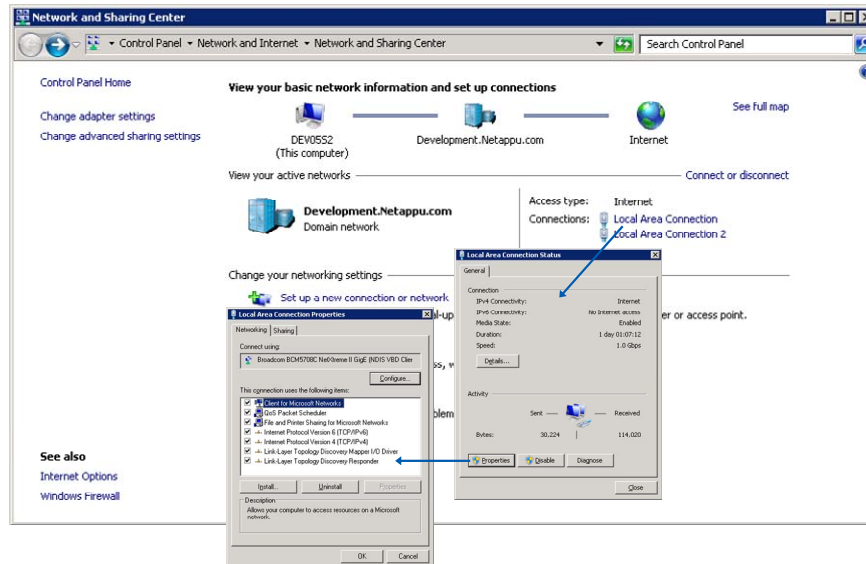 Network and Sharing Center
Control Panel
Network and Internet
Network and Sharing Center
Search Control Panel
Control Panel Home
Change adapter settings
Change advanced sharing settings
View your basic network information and set up connections
See full map
DEV05S2
(This computer)
Development.Netappu.com
Internet
View your active networks
Connect or disconnect
Development.Netappu.com
Domain network
Access type:
Internet
Connections:
Local Area Connection
Local Area Connection 2
Change your networking settings
Set up a new connection or network
er or access point.
Local Area Connection Status
General
Connection
IPv4 Connectivity:
Internet
IPv6 Connectivity:
No Internet access
Media State:
Enabled
Duration:
1 day 01:07:12
Speed:
1.0 Gbps
Details...
Activity
Sent
Received
Bytes:
30,224
114,020
Properties
Disable
Diagnose
Close
Local Area Connection Properties
Networking
Sharing
Connect using:
Broadcom BCM5708C NetXtreme II GigE (NDIS VBD Clier
Configure...
This connection uses the following items:
Client for Microsoft Networks
QoS Packet Scheduler
File and Printer Sharing for Microsoft Networks
Internet Protocol Version 6 (TCP/IPv6)
Internet Protocol Version 4 (TCP/IPv4)
Link-Layer Topology Discovery Mapper I/O Driver
Link-Layer Topology Discovery Responder
Install...
Uninstall
Properties
Description
Allows your computer to access resources on a Microsoft
network.
OK
Cancel
See also
Internet Options
Windows Firewall